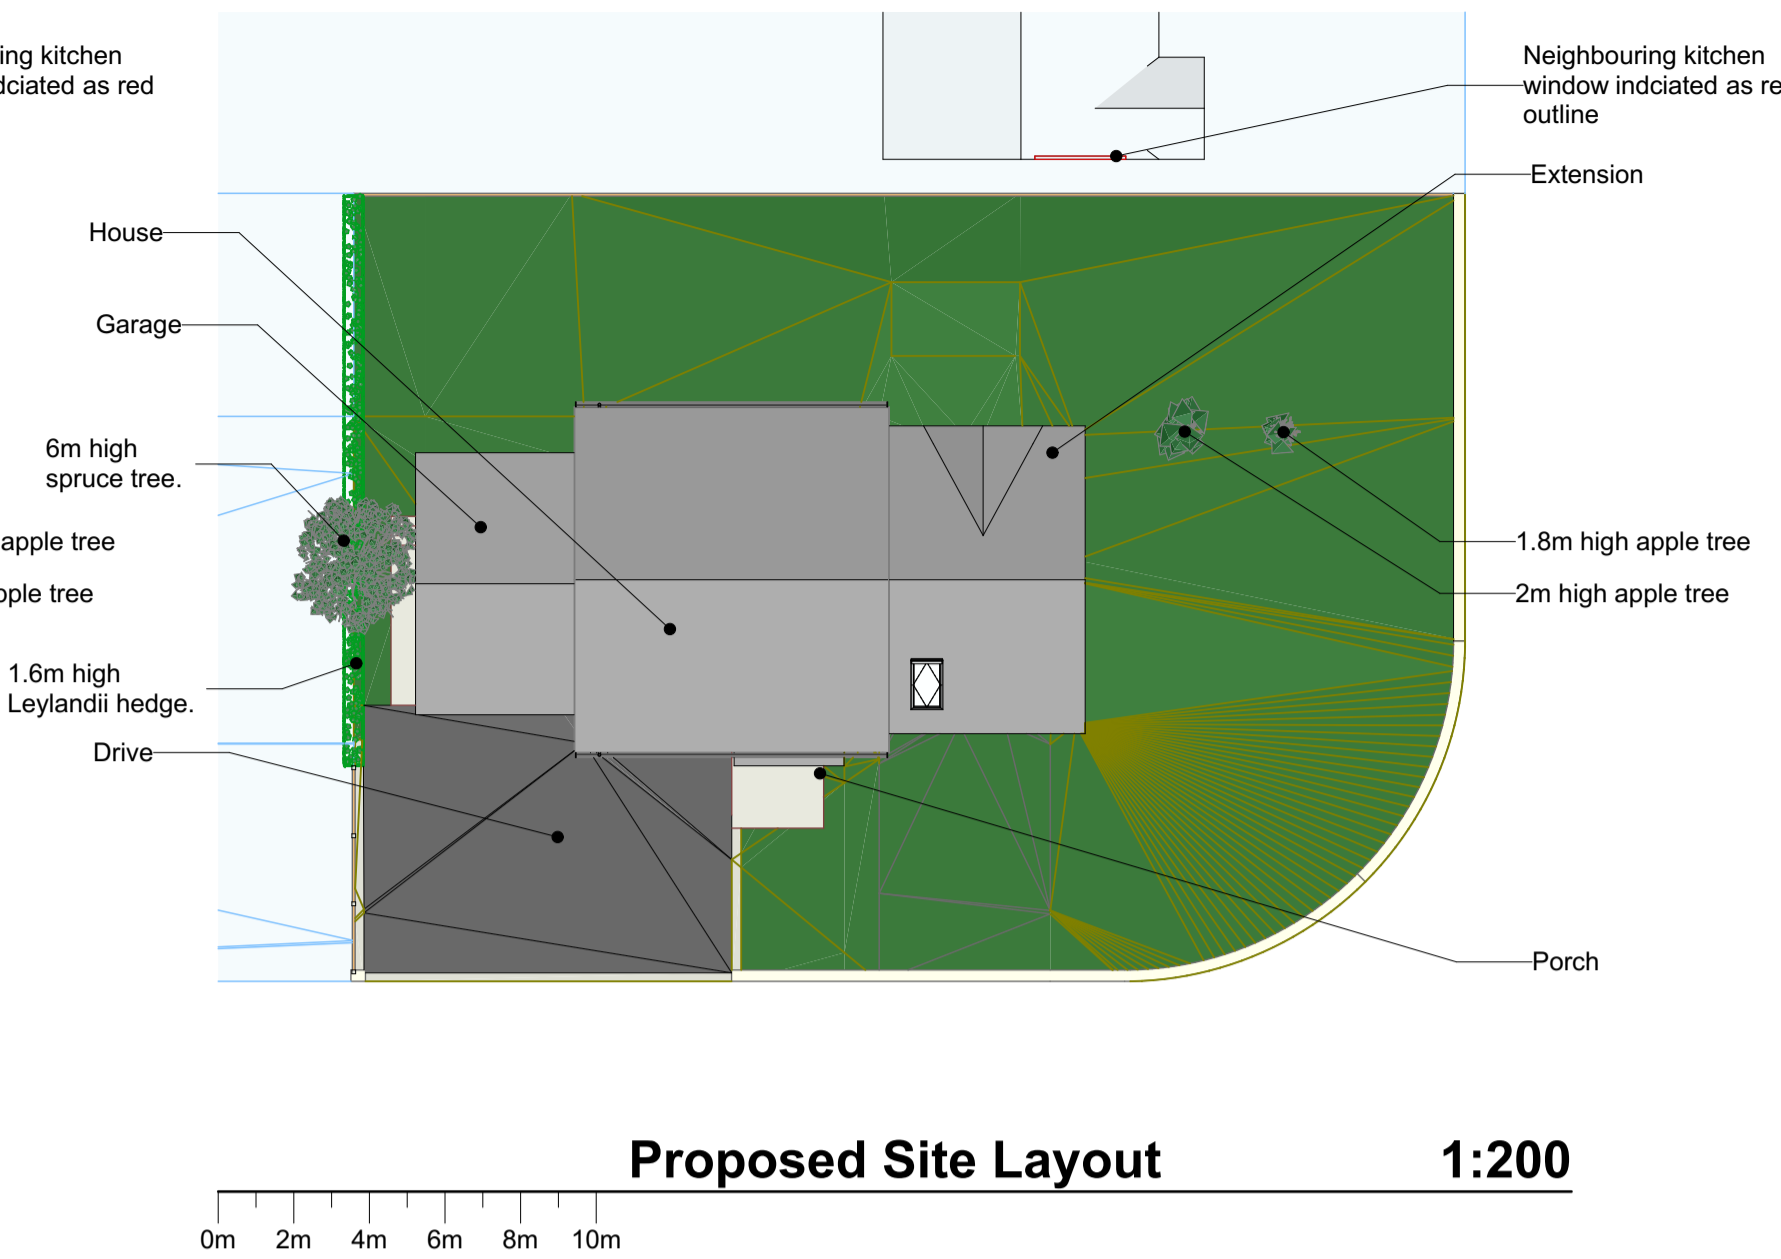 ing kitchen
dciated as red
Neighbouring kitchen
window indciated as re
outline
Extension
House
Garage
6m high
spruce tree.
apple tree
1.8m high apple tree
pple tree
2m high apple tree
1.6m high
Leylandii hedge.
Drive
Porch
Proposed Site Layout 1:200
0m 2m 4m 6m 8m 10m